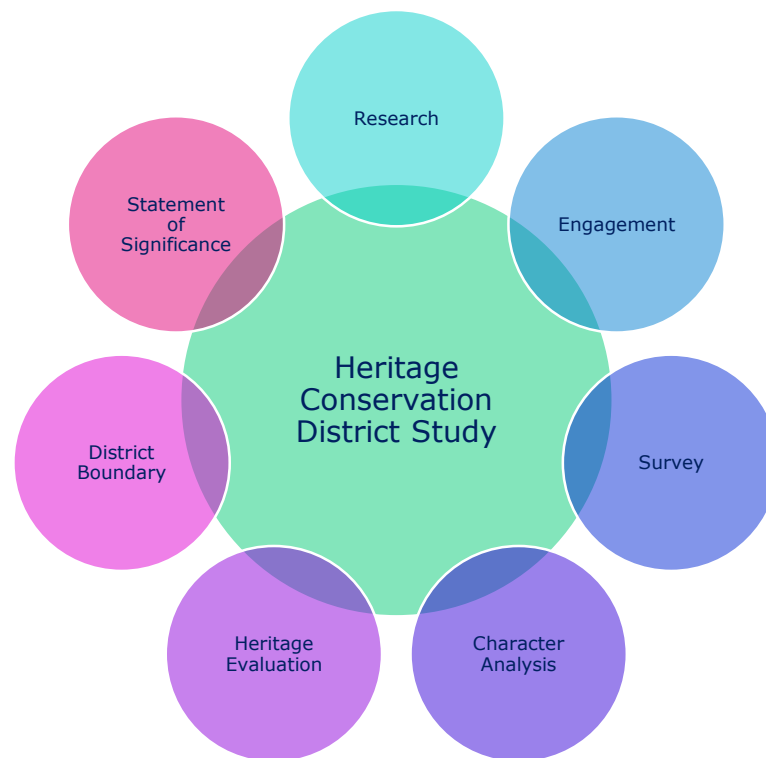 Research
Engagement
Survey
Character
Analysis
Heritage
Evaluation
District
Boundary
Statement
of
Significance
Heritage
Conservation
District Study